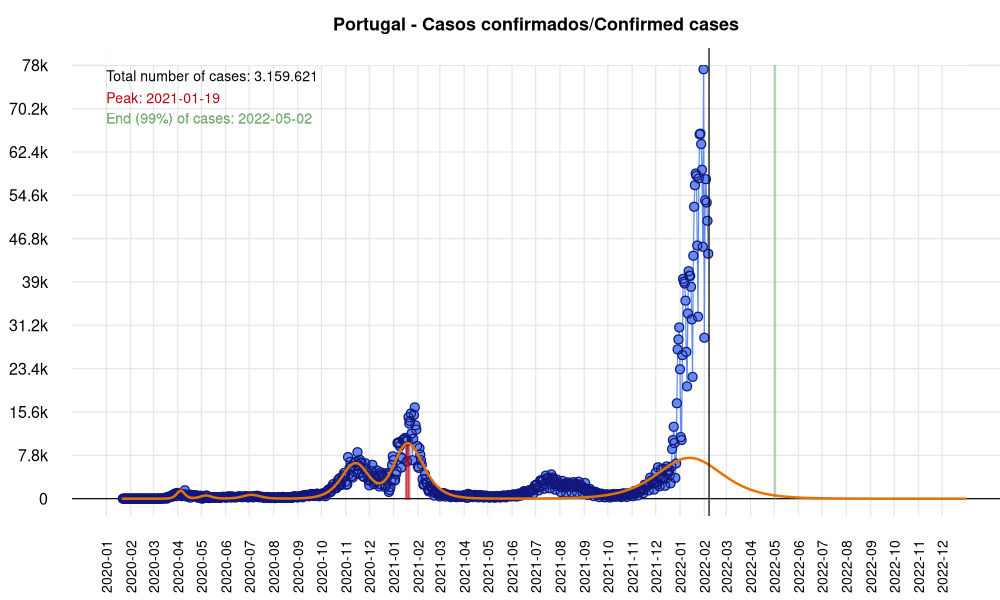 Portugal - Casos confirmados/Confirmed cases
Total number of cases: 3.159.621
Peak: 2021-01-19
End (99%) of cases: 2022-05-02
78k
70.2k
62.4k
54.6k
46.8k
39k
31.2k
23.4k
15.6k
7.8k
0
2020-01
2020-02
2020-03
2020-04
2020-05
2020-06
2020-07
2020-08
2020-09
2020-10
2020-11
2020-12
2021-01
2021-03
2021-04
2021-05
2021-06
2021-07
2021-08
2021-09
2021-10
2021-11
2021-12
2022-01
2022-02
2022-03
2022-04
2022-05
2022-06
2022-07
2022-08
2022-09
2022-10
2022-11
2022-12